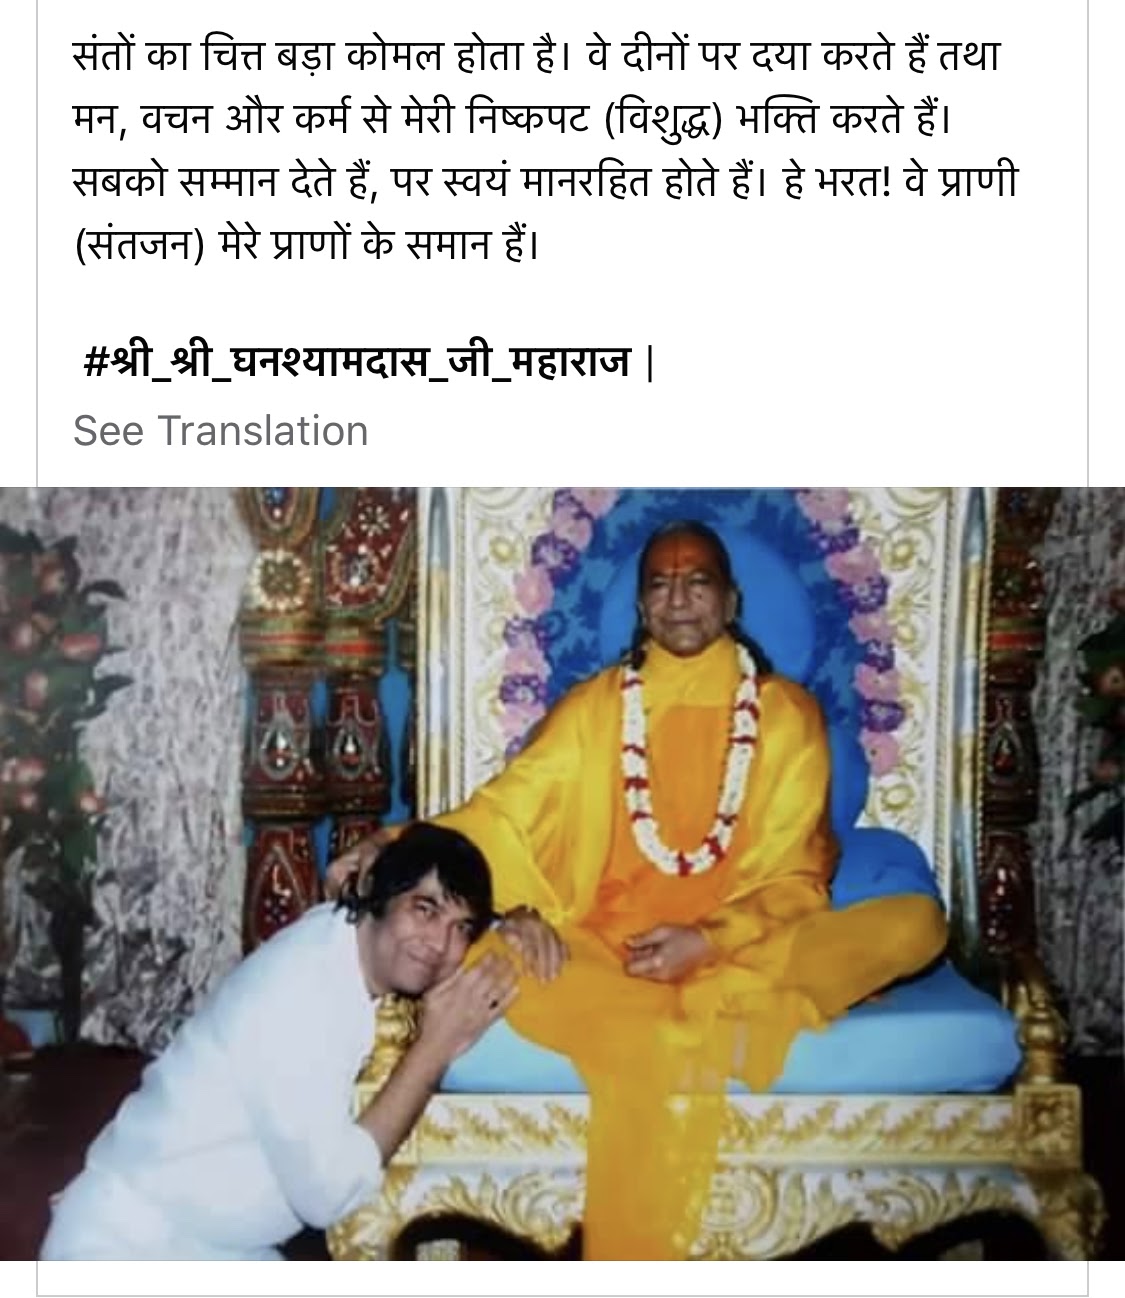 संतों का चित्त बड़ा कोमल होता है। वे दीनों पर दया करते हैं तथा
मन, वचन और कर्म से मेरी निष्कपट (विशुद्ध) भक्ति करते हैं।
सबको सम्मान देते हैं, पर स्वयं मानरहित होते हैं। हे भरत! वे प्राणी
(संतजन) मेरे प्राणों के समान हैं।
#श्री_श्री_घनश्यामदास_जी_महाराज |
See Translation